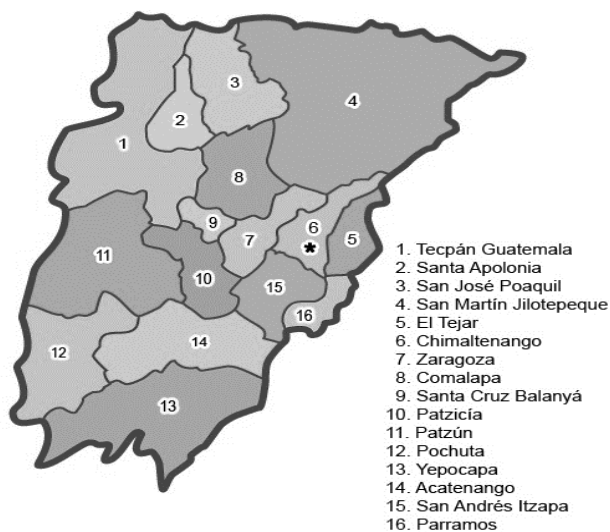 3
4
2
1
8
9
6
7
*
5
11
10
15
16
14
12
13
1. Tecpán Guatemala
2. Santa Apolonia
3. San José Poaquil
4. San Martín Jilotepeque
5. El Tejar
6. Chimaltenango
7. Zaragoza
8. Comalapa
9. Santa Cruz Balanyá
10. Patzicía
11. Patzún
12. Pochuta
13. Yepocapa
14. Acatenango
15. San Andrés Itzapa
16. Parramos